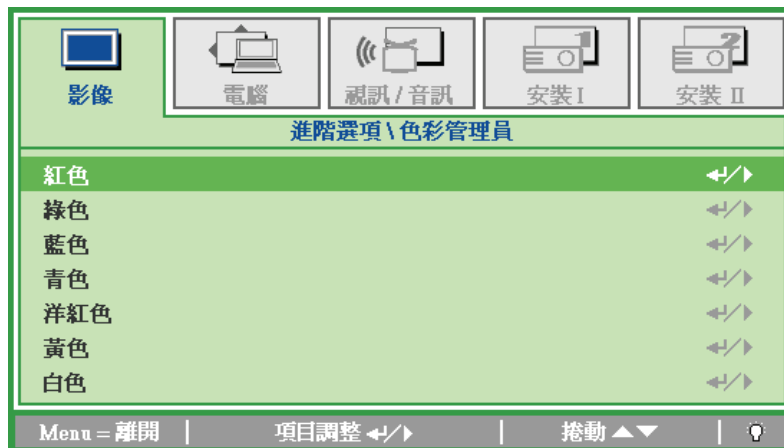 影像
電腦
視訊 / 音訊
安裝 I
安裝 II
進階選項 \ 色彩管理員
紅色
綠色
藍色
青色
洋紅色
黃色
白色
Menu = 離開
項目調整
捲動